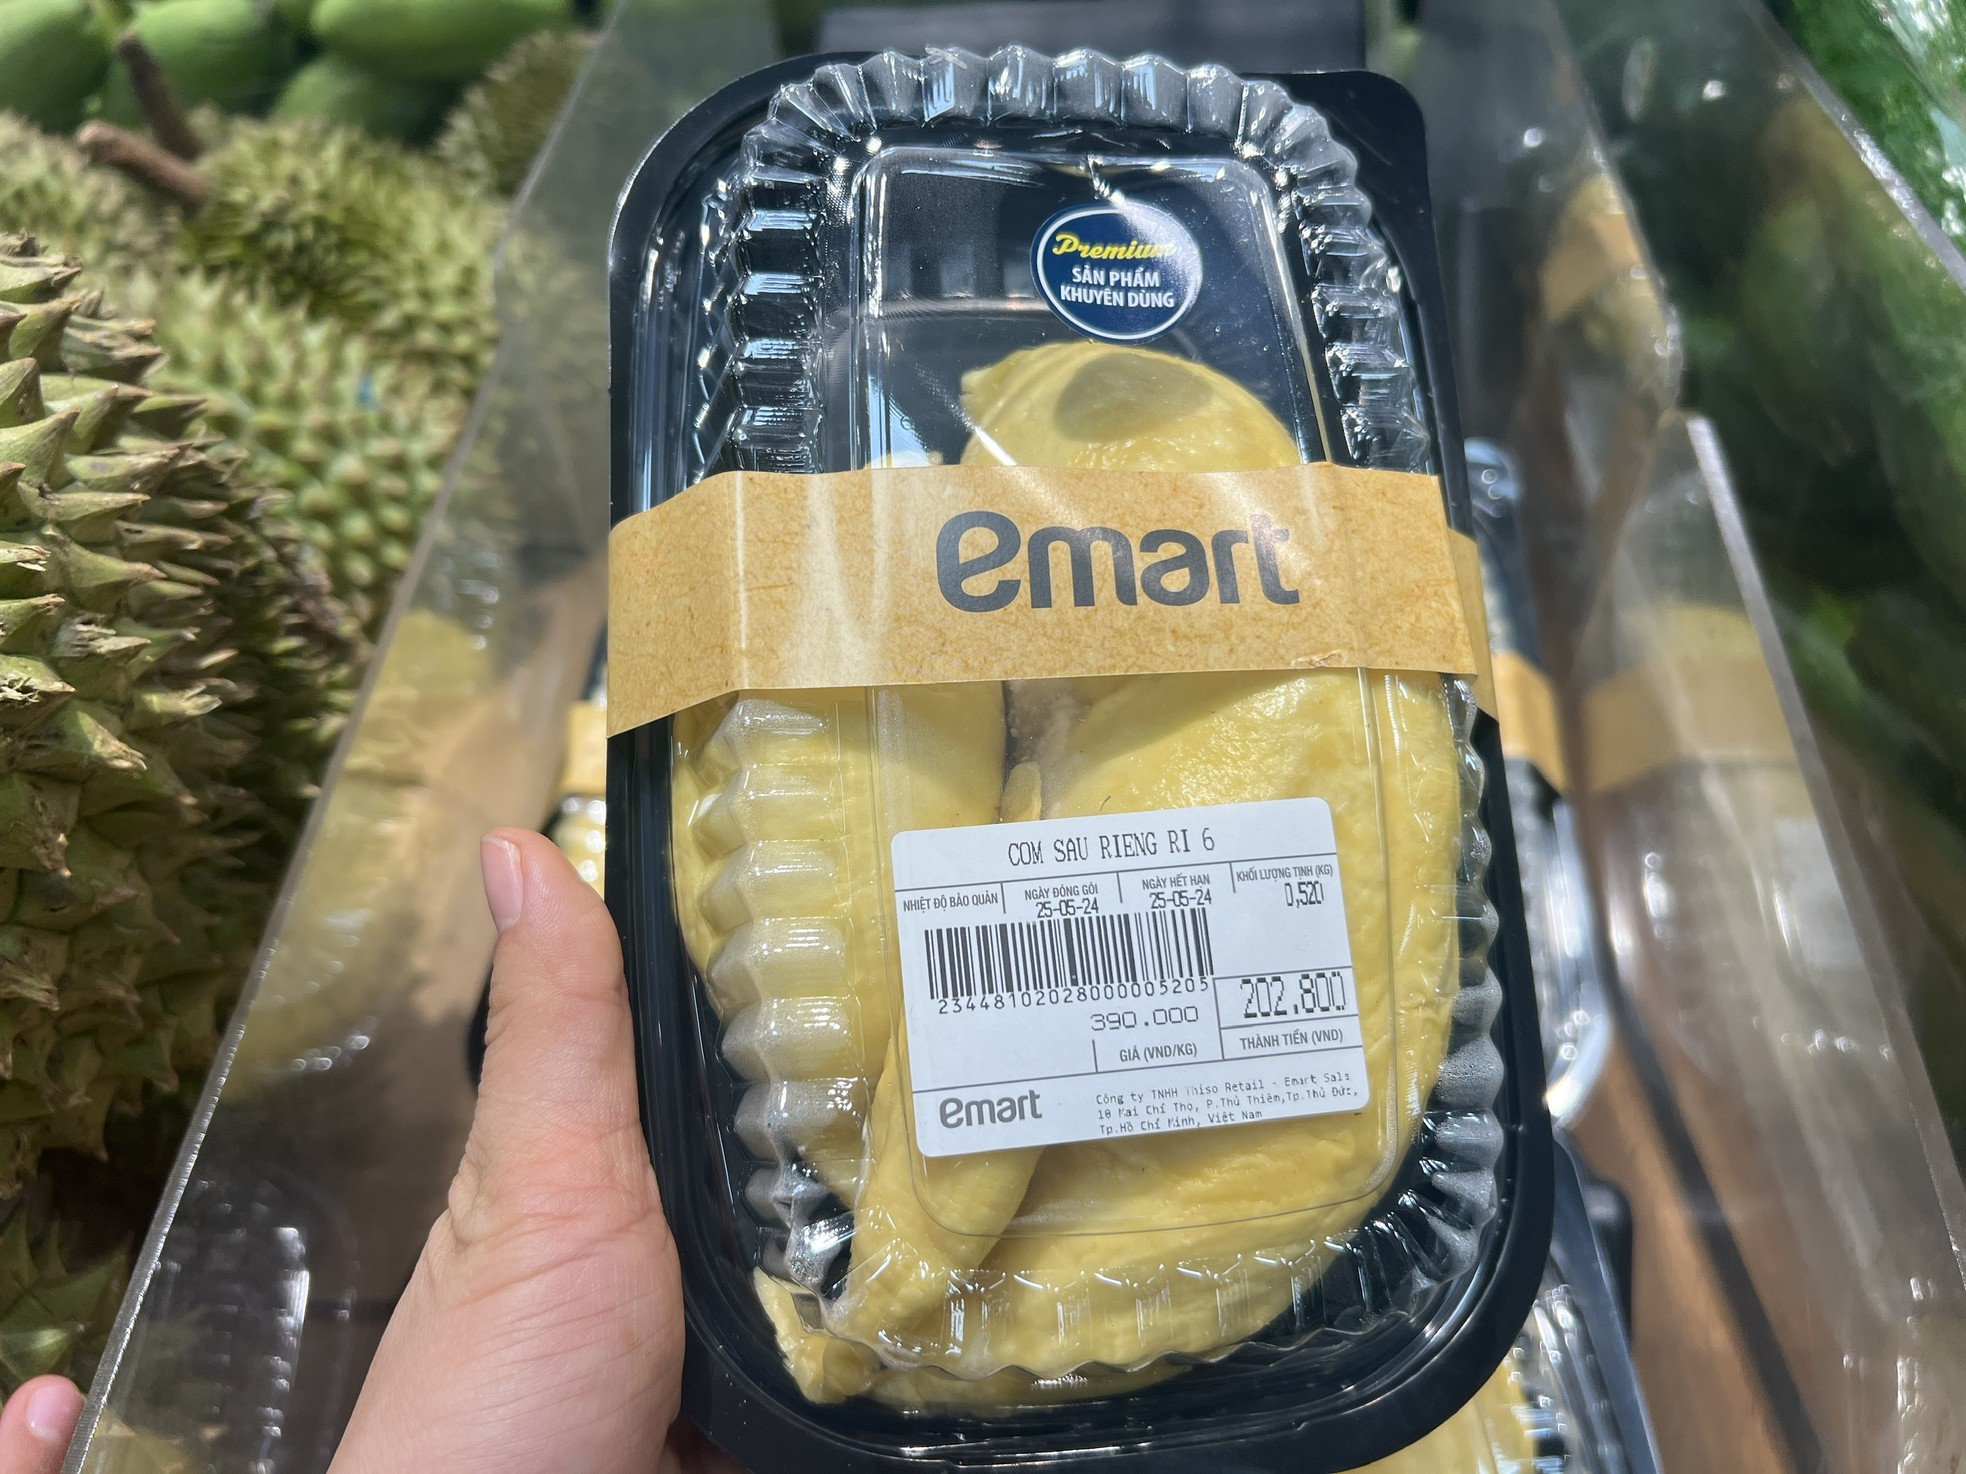 Premium
SẢN PHẨM
KHUYÊN DÙNG
emart
COM SAU RIENG RI 6
NHIỆT ĐỘ BẢO QUẢN
NGÀY ĐÓNG GÓI
25-05-24
NGÀY HẾT HẠN
25-05-24
KHỐI LƯỢNG TỊNH (KG)
0,520
23448102028000005205
390.000
GIÁ (VND/KG)
202.800
THÀNH TIỀN (VND)
emart
Công ty TNHH Thiso Retail - Emart Sala
10 Mai Chí Thọ, P.Thủ Thiêm,Tp.Thủ Đức,
Tp.Hồ Chí Minh, Việt Nam